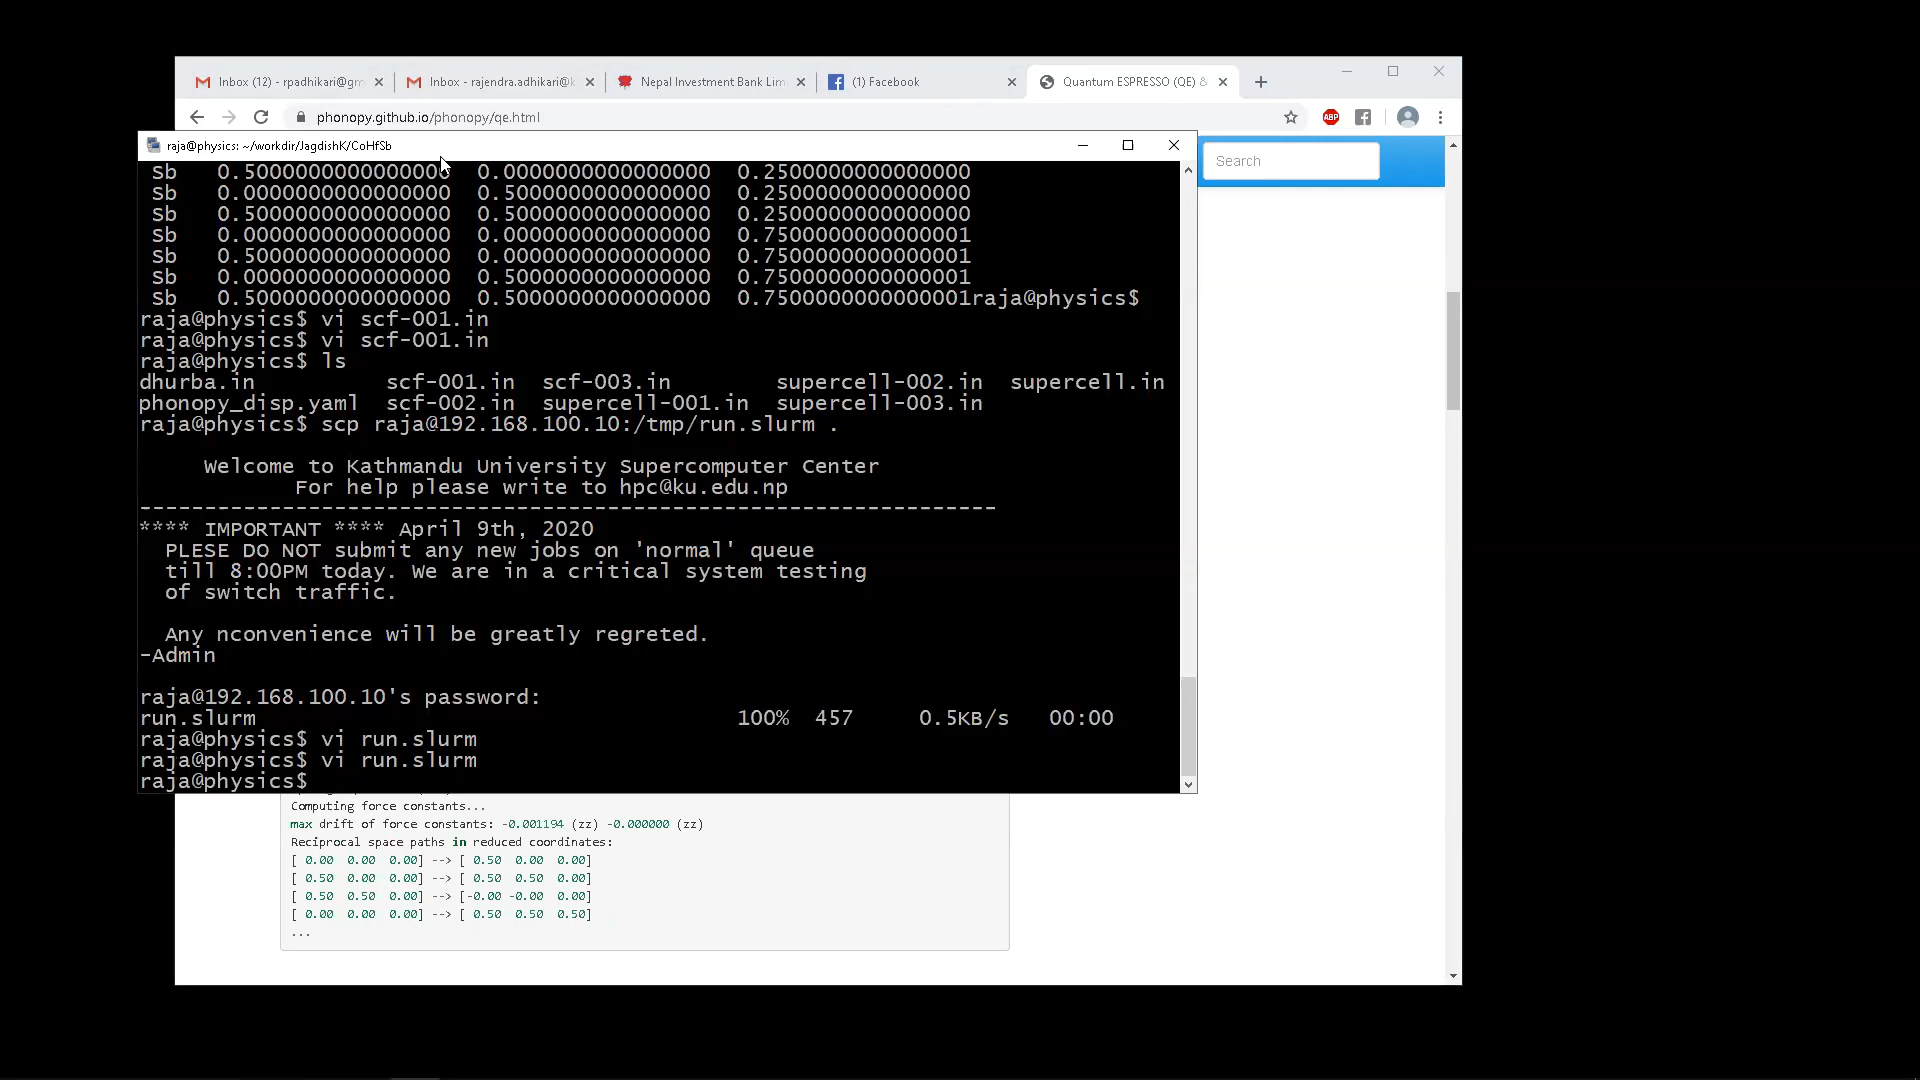 Inbox (12) - rpadhikari@gm
Inbox - rajendra.adhikari@k
Nepal Investment Bank Lim
(1) Facebook
Quantum ESPRESSO (QE) &
phonopy.github.io/phonopy/qe.html
ABP
raja@physics: ~/workdir/JagdishK/CoHfSb
Search
Sb 0.5000000000000000 0.0000000000000000 0.2500000000000000
Sb 0.0000000000000000 0.5000000000000000 0.2500000000000000
Sb 0.5000000000000000 0.5000000000000000 0.2500000000000000
Sb 0.0000000000000000 0.0000000000000000 0.7500000000000001
Sb 0.5000000000000000 0.0000000000000000 0.7500000000000001
Sb 0.0000000000000000 0.5000000000000000 0.7500000000000001
Sb 0.5000000000000000 0.5000000000000000 0.7500000000000001raja@physics$
raja@physics$ vi scf-001.in
raja@physics$ vi scf-001.in
raja@physics$ ls
dhurba.in scf-001.in scf-003.in supercell-002.in supercell.in
phonopy_disp.yaml scf-002.in supercell-001.in supercell-003.in
raja@physics$ scp raja@192.168.100.10:/tmp/run.slurm .
Welcome to Kathmandu University Supercomputer Center
For help please write to hpc@ku.edu.np
------------------------------------------------------------------
**** IMPORTANT **** April 9th, 2020
PLESE DO NOT submit any new jobs on 'normal' queue
till 8:00PM today. We are in a critical system testing
of switch traffic.
Any nconvenience will be greatly regretted.
-Admin
raja@192.168.100.10's password:
run.slurm 100% 457 0.5KB/s 00:00
raja@physics$ vi run.slurm
raja@physics$ vi run.slurm
raja@physics$
Computing force constants...
max drift of force constants: -0.001194 (zz) -0.000000 (zz)
Reciprocal space paths in reduced coordinates:
[ 0.00 0.00 0.00] --> [ 0.50 0.00 0.00]
[ 0.50 0.00 0.00] --> [ 0.50 0.50 0.00]
[ 0.50 0.50 0.00] --> [-0.00 -0.00 0.00]
[ 0.00 0.00 0.00] --> [ 0.50 0.50 0.50]
...